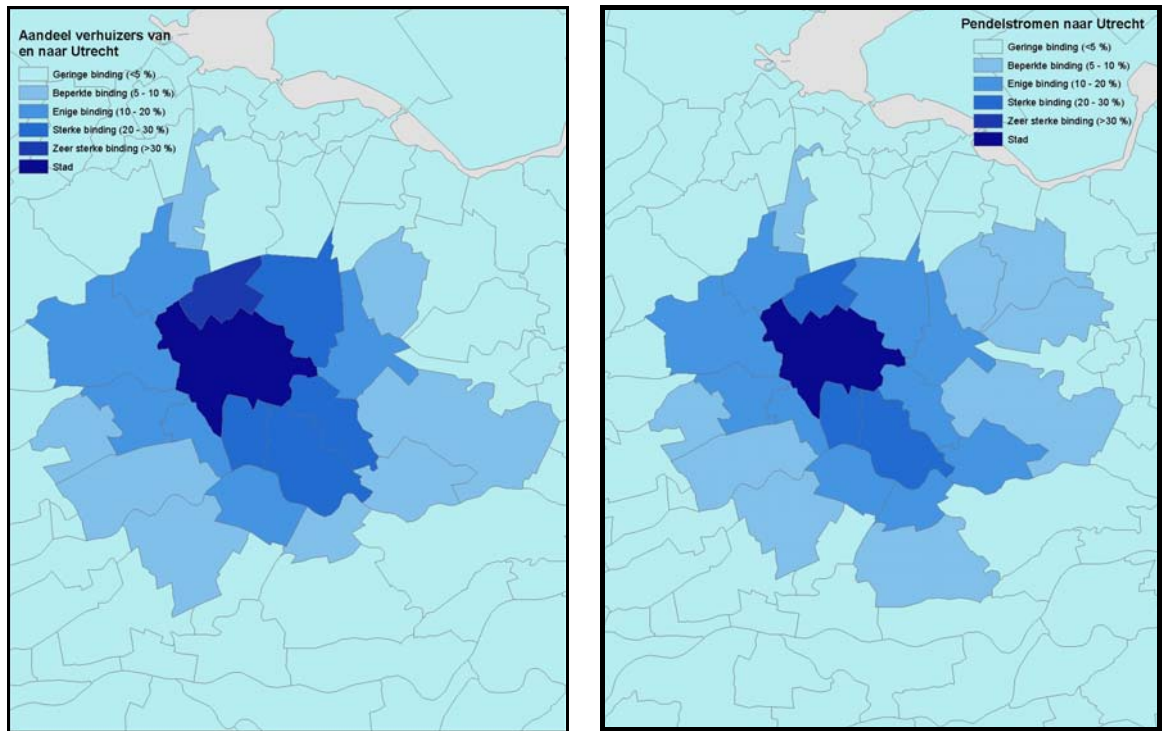 Aandeel verhuizers van
en naar Utrecht
Geringe binding (<5 %)
Beperkte binding (5 - 10 %)
Enige binding (10 - 20 %)
Sterke binding (20 - 30 %)
Zeer sterke binding (>30 %)
Stad
Pendelstromen naar Utrecht
Geringe binding (<5 %)
Beperkte binding (5 - 10 %)
Enige binding (10 - 20 %)
Sterke binding (20 - 30 %)
Zeer sterke binding (>30 %)
Stad